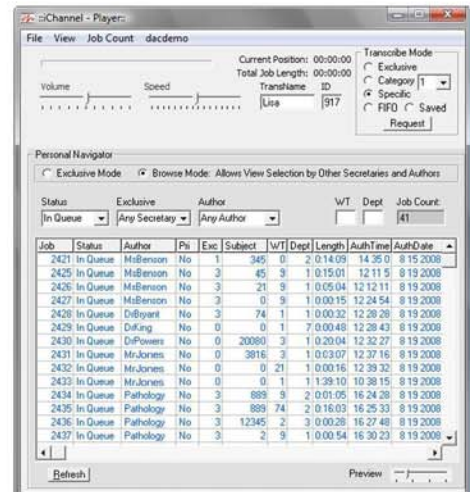 ::iChannel - Player::
File View Job Count dacdemo
Current Position: 00:00:00
Total Job Length: 00:00:00
Volume Speed TransName ID
Lisa 917
Transcribe Mode
Exclusive
Category 1
Specific
FIFO Saved
Request
Personal Navigator
Exclusive Mode Browse Mode: Allows View Selection by Other Secretaries and Authors
Status Exclusive Author WT Dept Job Count:
In Queue Any Secretary Any Author 41
Job Status Author Pri Exc Subject WT Dept Length AuthTime AuthDate
2421 In Queue MsBenson No 1 345 0 2 0:14:09 14 35 0 8 15 2008
2425 In Queue MsBenson No 3 45 9 1 0:15:01 12 11 5 8 19 2008
2426 In Queue MsBenson No 3 21 9 1 0:05:04 12 12 11 8 19 2008
2427 In Queue MsBenson No 3 0 9 1 0:00:15 12 24 54 8 19 2008
2428 In Queue DrBryant No 3 74 1 1 0:00:32 12 28 28 8 19 2008
2429 In Queue DrKing No 0 0 1 7 0:00:48 12 28 43 8 19 2008
2430 In Queue DrPowers No 0 20080 3 1 0:20:04 12 32 27 8 19 2008
2431 In Queue MrJones No 0 3816 3 1 0:03:07 12 37 16 8 19 2008
2432 In Queue MrJones No 0 0 21 1 0:00:16 12 39 32 8 19 2008
2433 In Queue MrJones No 0 0 1 1 1:39:10 10 38 15 8 19 2008
2434 In Queue Pathology No 3 889 9 2 0:01:05 16 24 28 8 19 2008
2435 In Queue Pathology No 3 889 74 2 0:16:03 16 25 33 8 19 2008
2436 In Queue Pathology No 3 12345 2 3 0:00:28 16 27 48 8 19 2008
2437 In Queue Pathology No 3 2 9 1 0:00:54 16 30 23 8 19 2008
Refresh Preview